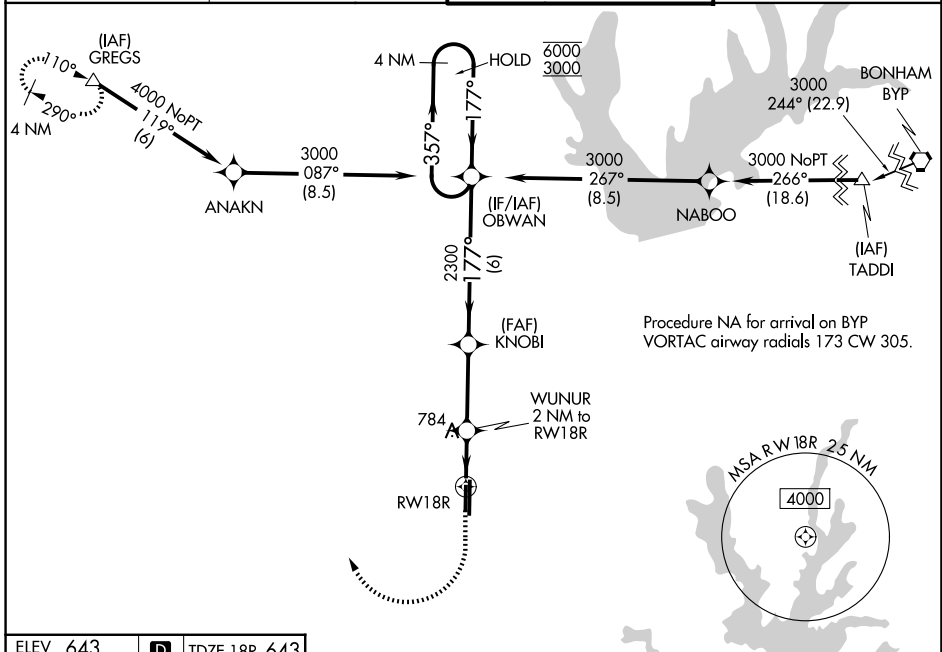 (IAF)
GREGS
110°
290°
4 NM
4000 NoPT
119°
(6)
ANAKN
3000
087°
(8.5)
4 NM
HOLD
6000
3000
357°
177°
(IF/IAF)
OBWAN
3000
267°
(8.5)
NABOO
3000 NoPT
266°
(18.6)
3000
244° (22.9)
BONHAM
BYP
(IAF)
TADDI
2300
177°
(6)
(FAF)
KNOBI
Procedure NA for arrival on BYP
VORTAC airway radials 173 CW 305.
784
WUNUR
2 NM to
RW18R
RW18R
MSA RW 18R 25 NM
4000
ELEV 643
D
TDZE 18R 643